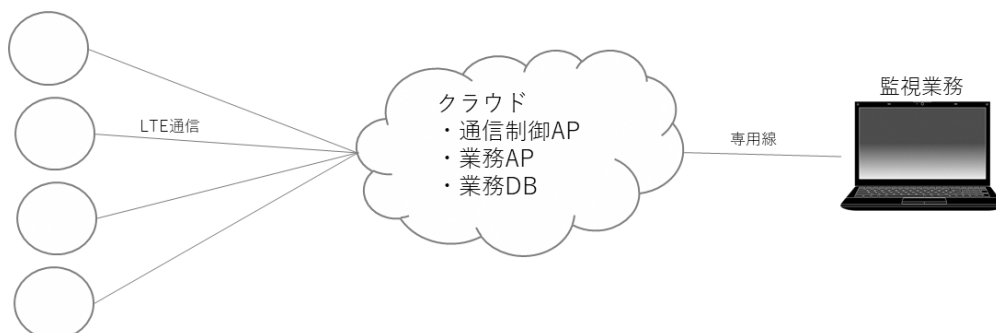 LTE通信
クラウド
・通信制御AP
・業務AP
・業務DB
専用線
監視業務